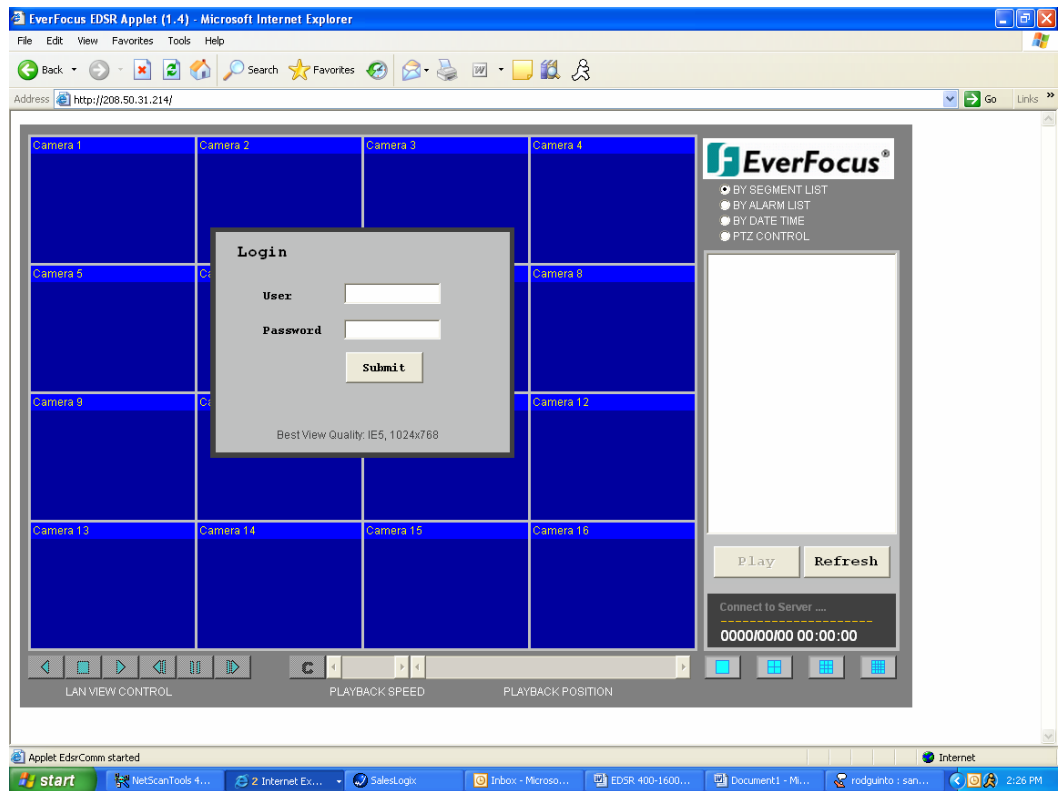 EverFocus EDSR Applet (1.4) - Microsoft Internet Explorer
File Edit View Favorites Tools Help
Back Search Favorites
Address http://208.50.31.214/ Go Links »
Camera 1 Camera 2 Camera 3 Camera 4
EverFocus®
BY SEGMENT LIST
BY ALARM LIST
BY DATE TIME
PTZ CONTROL
Login
Camera 5 Ca Camera 8
User
Password
Submit
Camera 9 Ca Camera 12
Best View Quality: IE5, 1024x768
Camera 13 Camera 14 Camera 15 Camera 16
Play Refresh
Connect to Server ....
---------------------
0000/00/00 00:00:00
C
LAN VIEW CONTROL PLAYBACK SPEED PLAYBACK POSITION
Applet EdsrComm started Internet
start NetScanTools 4... 2 Internet Ex... SalesLogix Inbox - Microso... EDSR 400-1600... Document1 - Mi... rodguinto : san... 2:26 PM